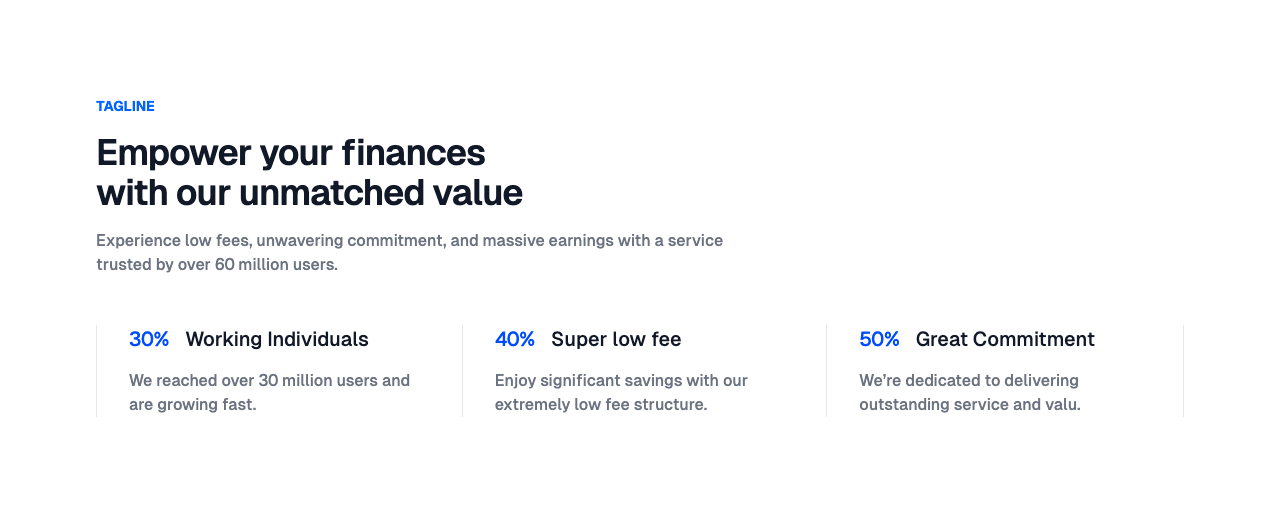 TAGLINE
Empower your finances
with our unmatched value
Experience low fees, unwavering commitment, and massive earnings with a service
trusted by over 60 million users.
30% Working Individuals
We reached over 30 million users and
are growing fast.
40% Super low fee
Enjoy significant savings with our
extremely low fee structure.
50% Great Commitment
We’re dedicated to delivering
outstanding service and valu.